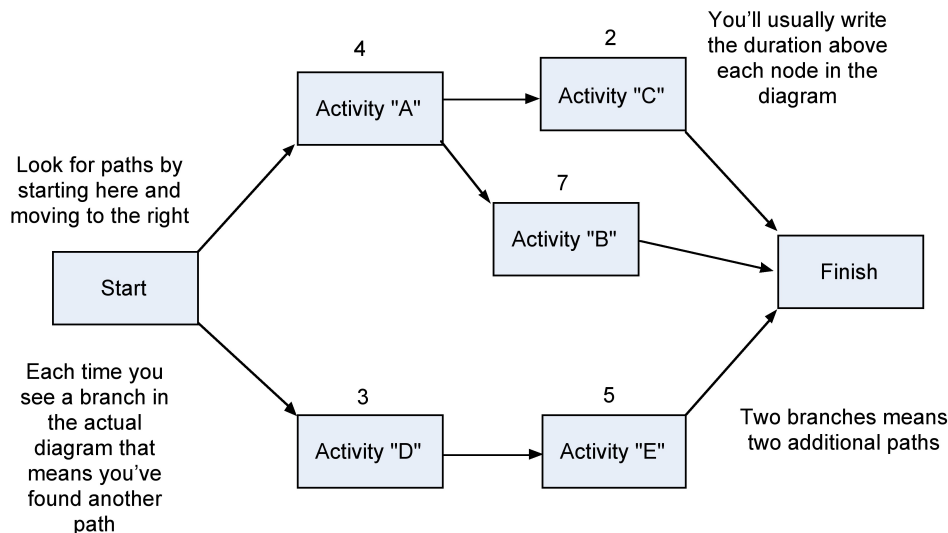 4
2
You'll usually write
the duration above
each node in the
diagram
Activity "A"
Activity "C"
Look for paths by
starting here and
moving to the right
7
Activity "B"
Start
Finish
Each time you
see a branch in
the actual
diagram that
means you've
found another
path
3
5
Activity "D"
Activity "E"
Two branches means
two additional paths